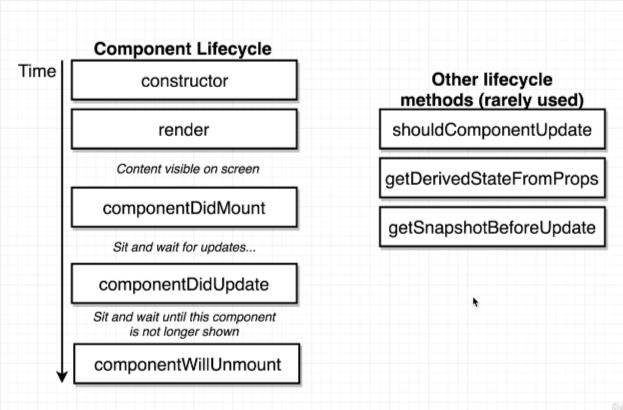 Component Lifecycle
Time
constructor
render
Content visible on screen
componentDidMount
Sit and wait for updates...
componentDidUpdate
Sit and wait until this component
is not longer shown
componentWillUnmount
Other lifecycle
methods (rarely used)
shouldComponentUpdate
getDerivedStateFromProps
getSnapshotBeforeUpdate